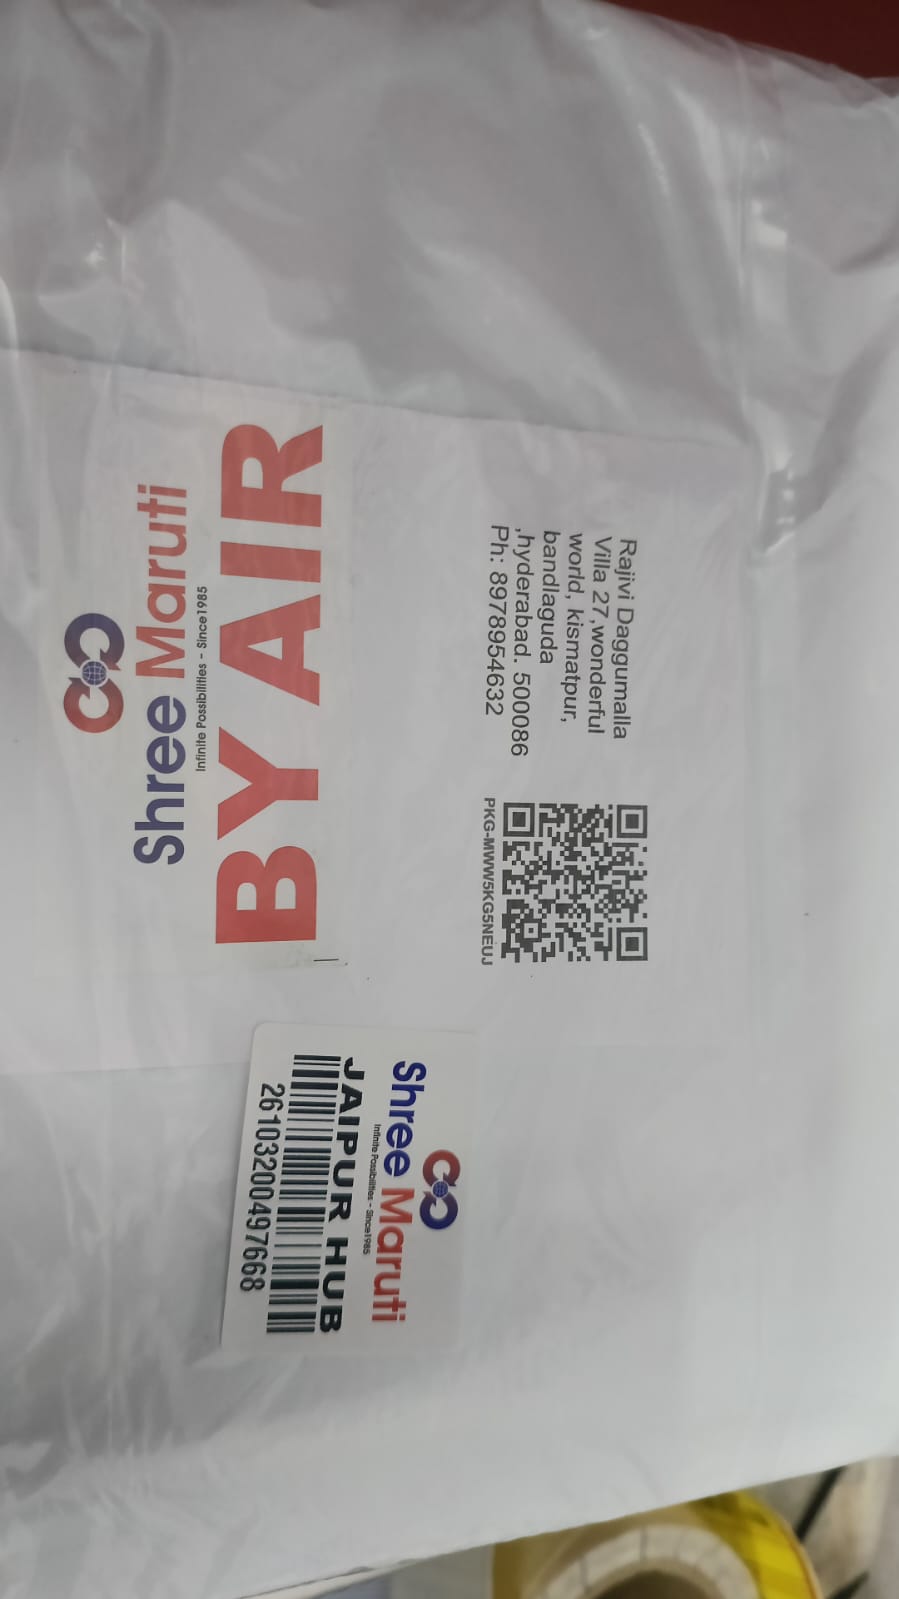 Rajivi Daggumalla
Villa 27,wonderful
world, kismatpur,
bandlaguda
,hyderabad. 500086
Ph: 8978954632
PKG-MWW5KG5NEUJ
BY AIR
Shree Maruti
Infinite Possibilities - Since1985
Shree Maruti
Infinite Possibilities - Since1985
JAIPUR HUB
26103200497668